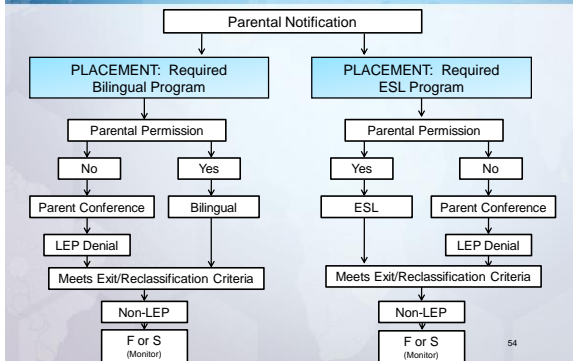 Parental Notification
PLACEMENT: Required
Bilingual Program
PLACEMENT: Required
ESL Program
Parental Permission
Parental Permission
No
Yes
Yes
No
Parent Conference
Bilingual
ESL
Parent Conference
LEP Denial
LEP Denial
Meets Exit/Reclassification Criteria
Meets Exit/Reclassification Criteria
Non-LEP
Non-LEP
F or S
(Monitor)
F or S
(Monitor)
54